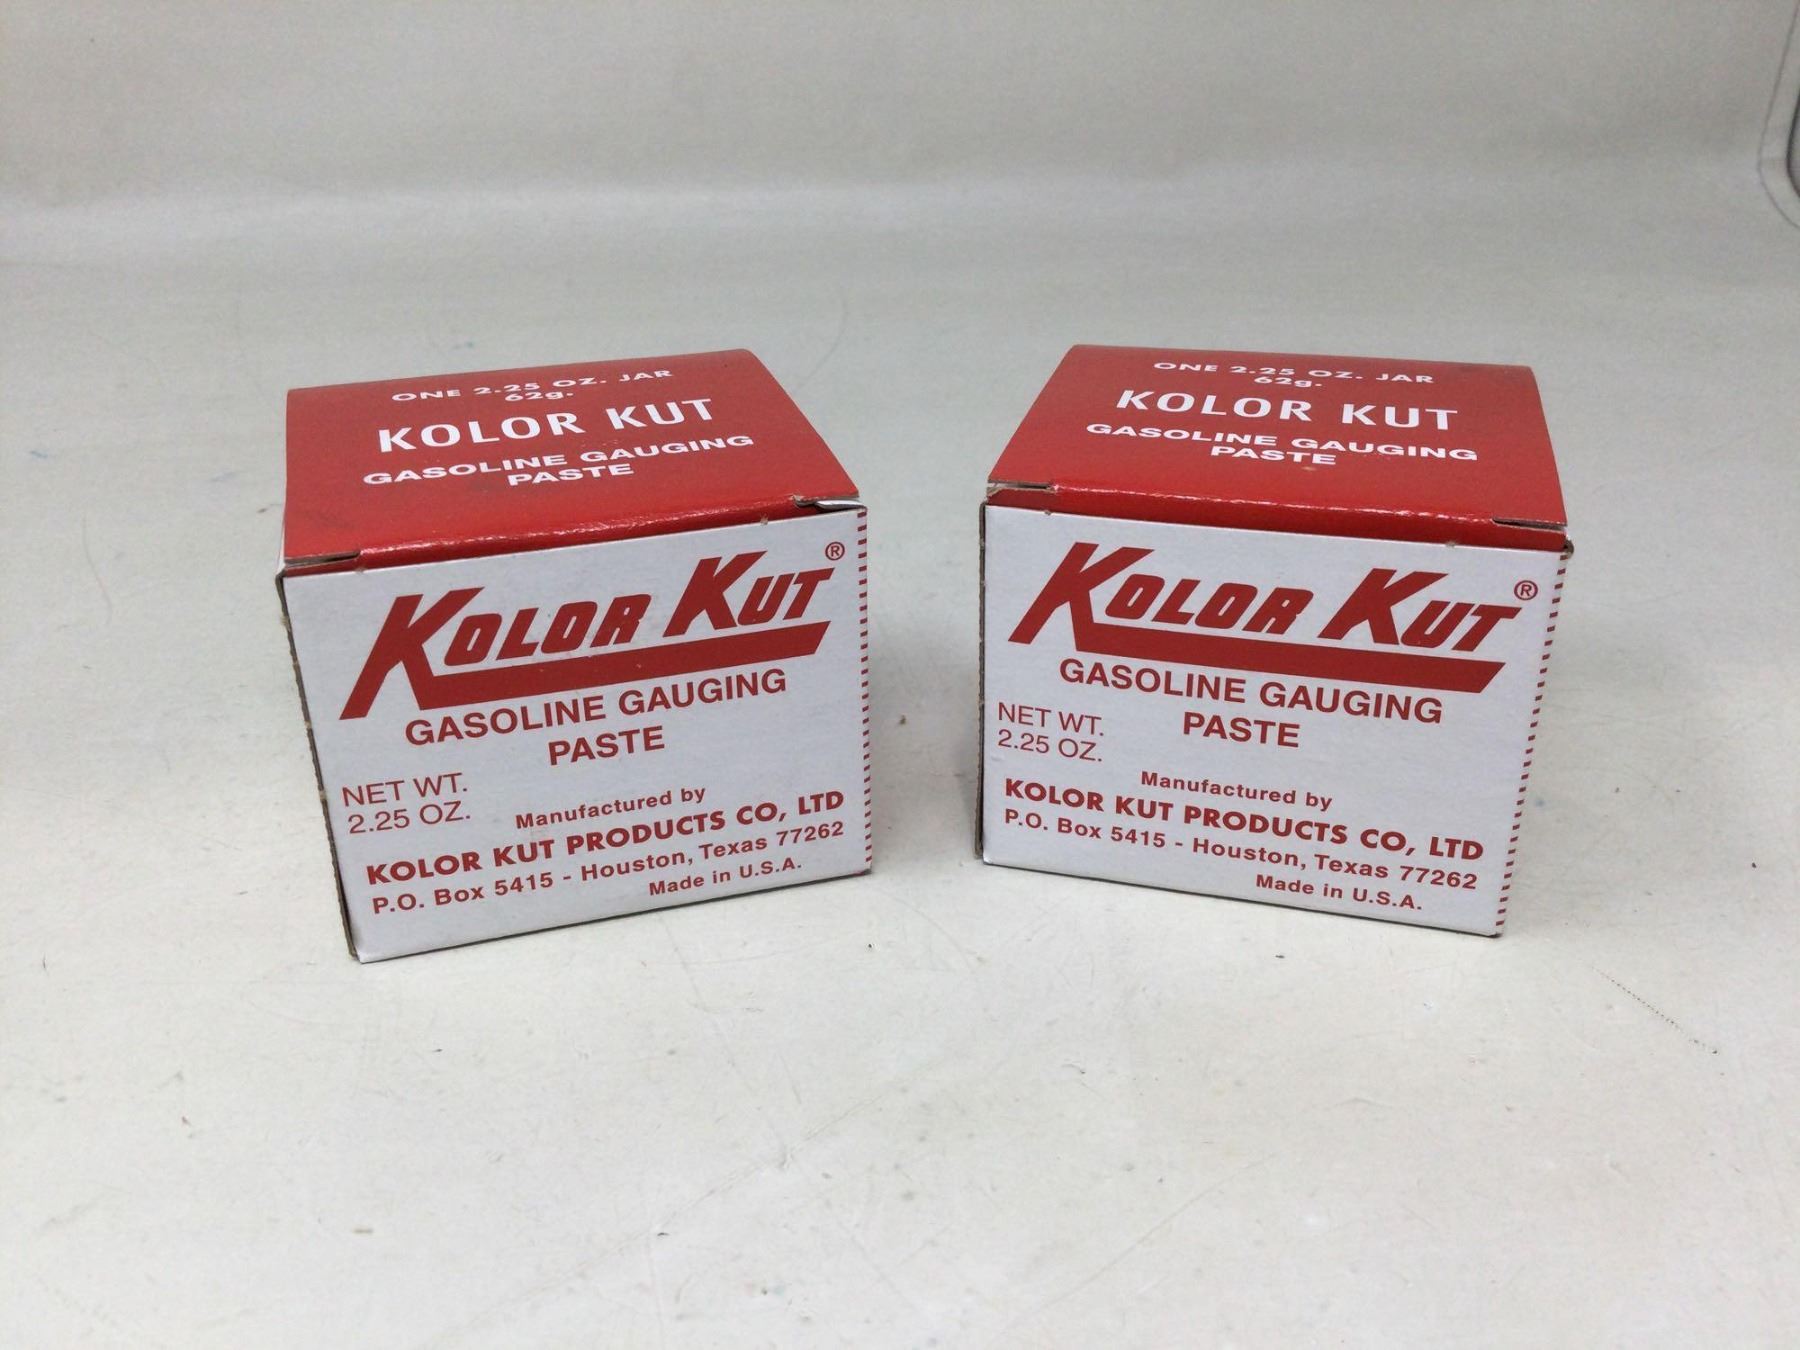 ONE 2.25 OZ. JAR
62g.
KOLOR KUT
GASOLINE GAUGING
PASTE
KOLOR KUT®
GASOLINE GAUGING
PASTE
NET WT.
2.25 OZ.
Manufactured by
KOLOR KUT PRODUCTS CO, LTD
P.O. Box 5415 - Houston, Texas 77262
Made in U.S.A.
ONE 2.25 OZ. JAR
62g.
KOLOR KUT
GASOLINE GAUGING
PASTE
KOLOR KUT®
GASOLINE GAUGING
PASTE
NET WT.
2.25 OZ.
Manufactured by
KOLOR KUT PRODUCTS CO, LTD
P.O. Box 5415 - Houston, Texas 77262
Made in U.S.A.